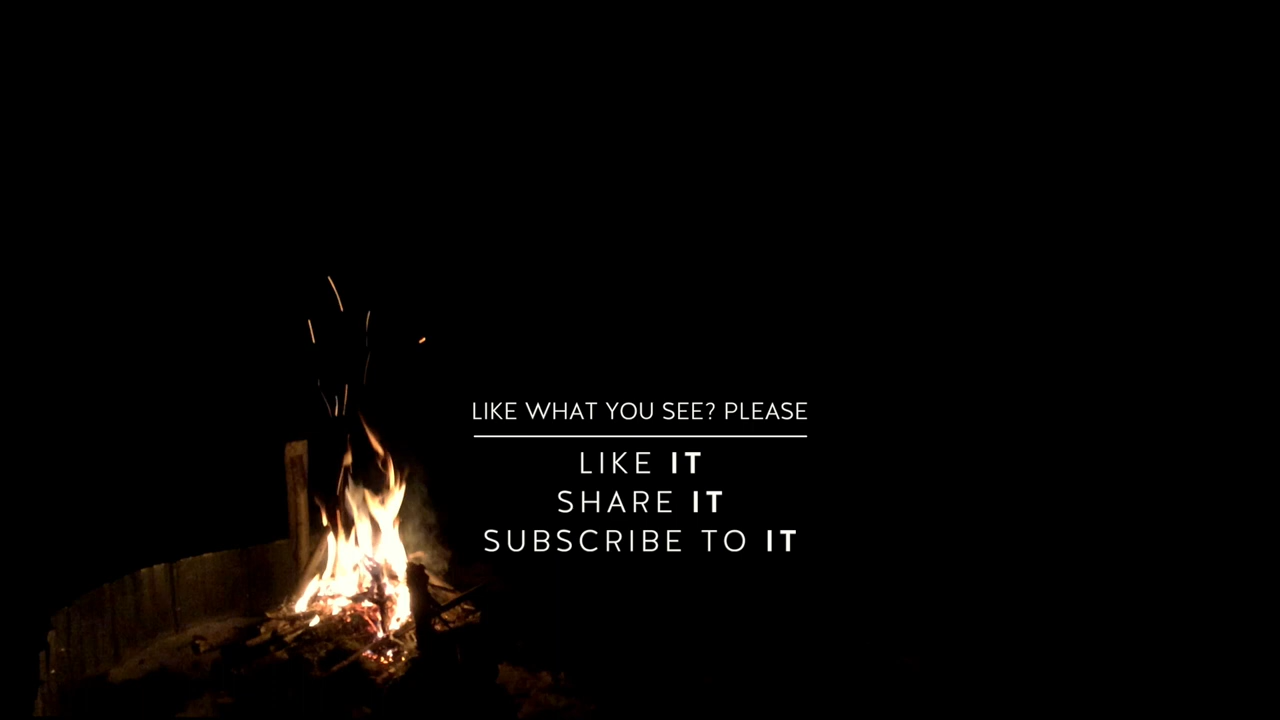 LIKE WHAT YOU SEE? PLEASE
LIKE IT
SHARE IT
SUBSCRIBE TO IT